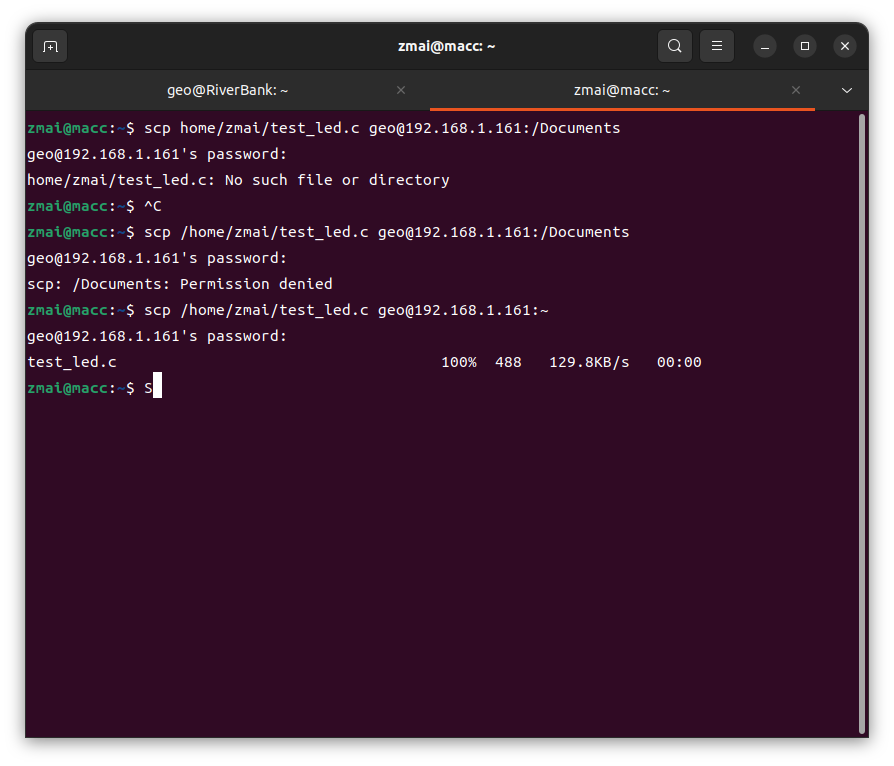 zmai@macc: ~
geo@RiverBank: ~
zmai@macc: ~
zmai@macc:~$ scp home/zmai/test_led.c geo@192.168.1.161:/Documents
geo@192.168.1.161's password:
home/zmai/test_led.c: No such file or directory
zmai@macc:~$ ^C
zmai@macc:~$ scp /home/zmai/test_led.c geo@192.168.1.161:/Documents
geo@192.168.1.161's password:
scp: /Documents: Permission denied
zmai@macc:~$ scp /home/zmai/test_led.c geo@192.168.1.161:~
geo@192.168.1.161's password:
test_led.c 100% 488 129.8KB/s 00:00
zmai@macc:~$ S